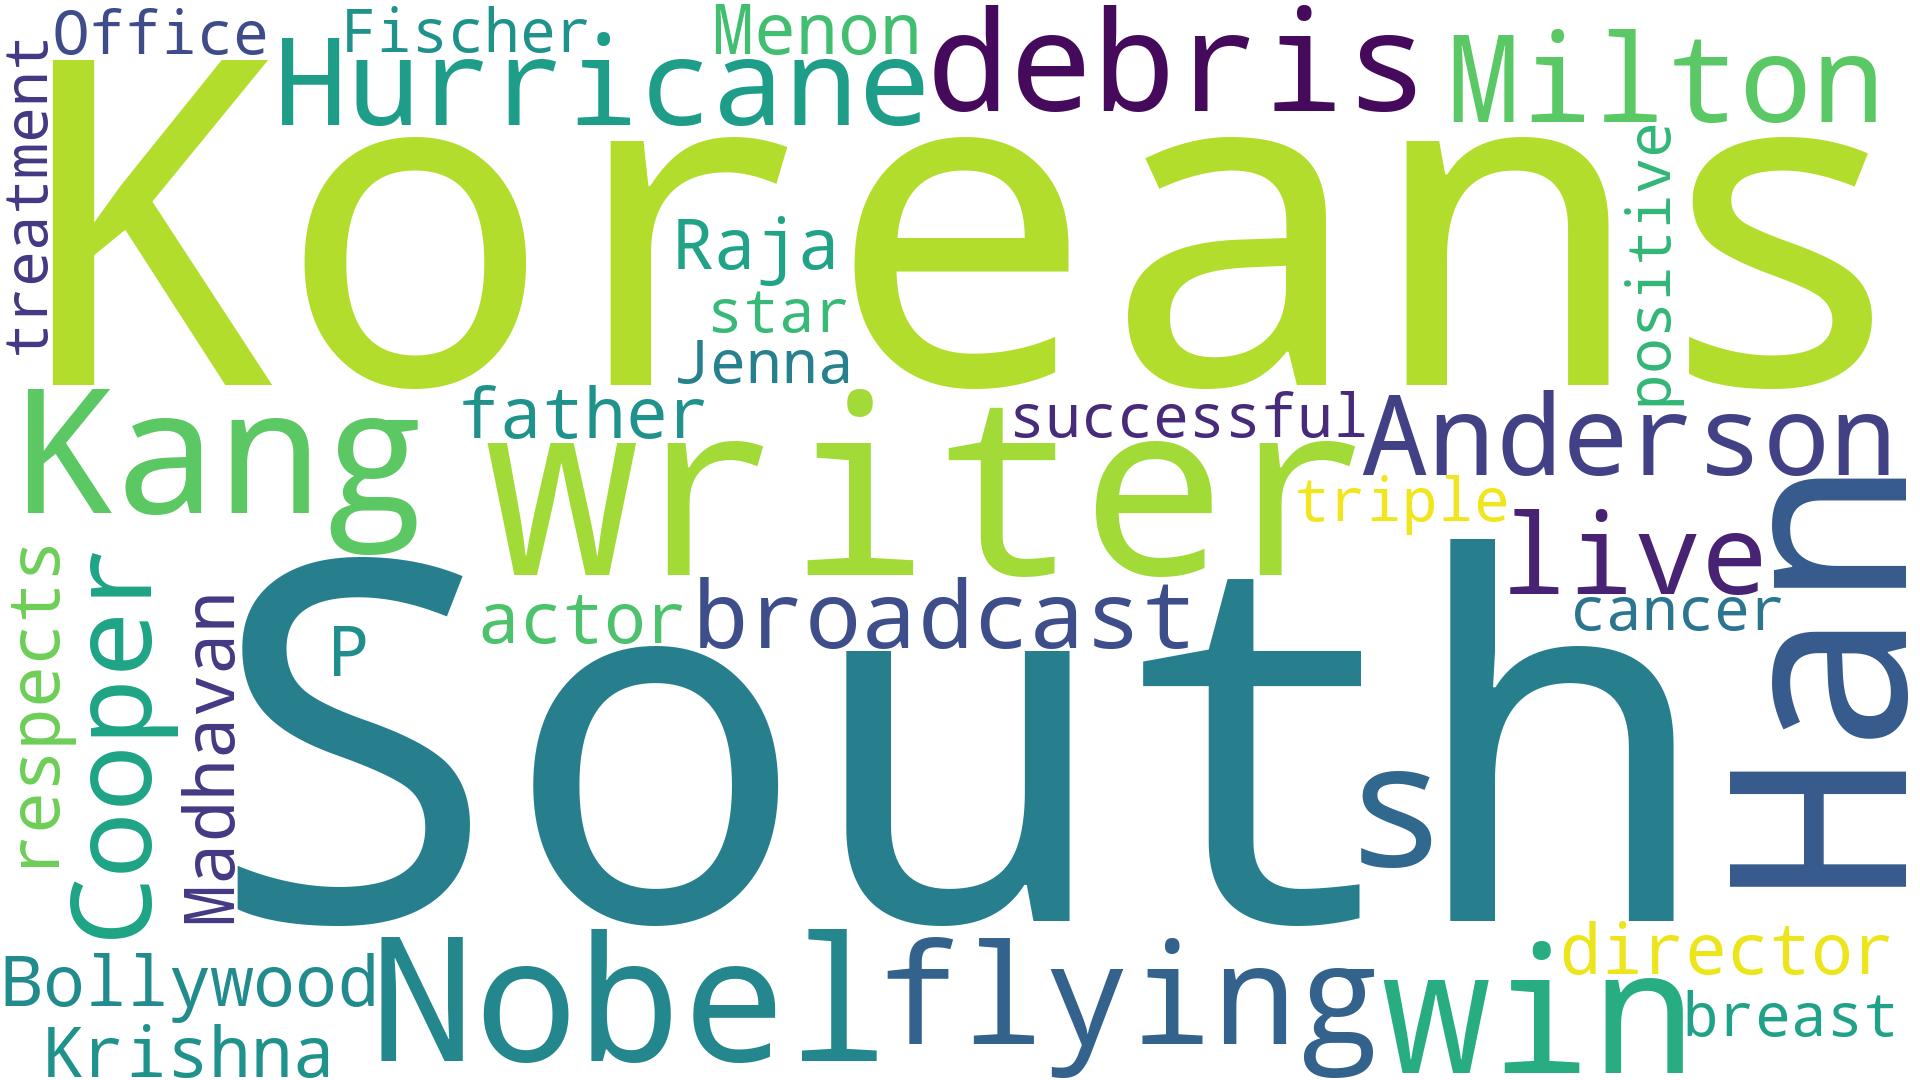 Office
Fischer
Menon
debris
Milton
treatment
Hurricane
Koreans
positive
Raja
star
Jenna
Kang
father
successful
Anderson
writer
triple
live
Han
respects
Cooper
Madhavan
P
actor
broadcast
cancer
South
s
Bollywood
Krishna
Nobel
flying
win
director
breast